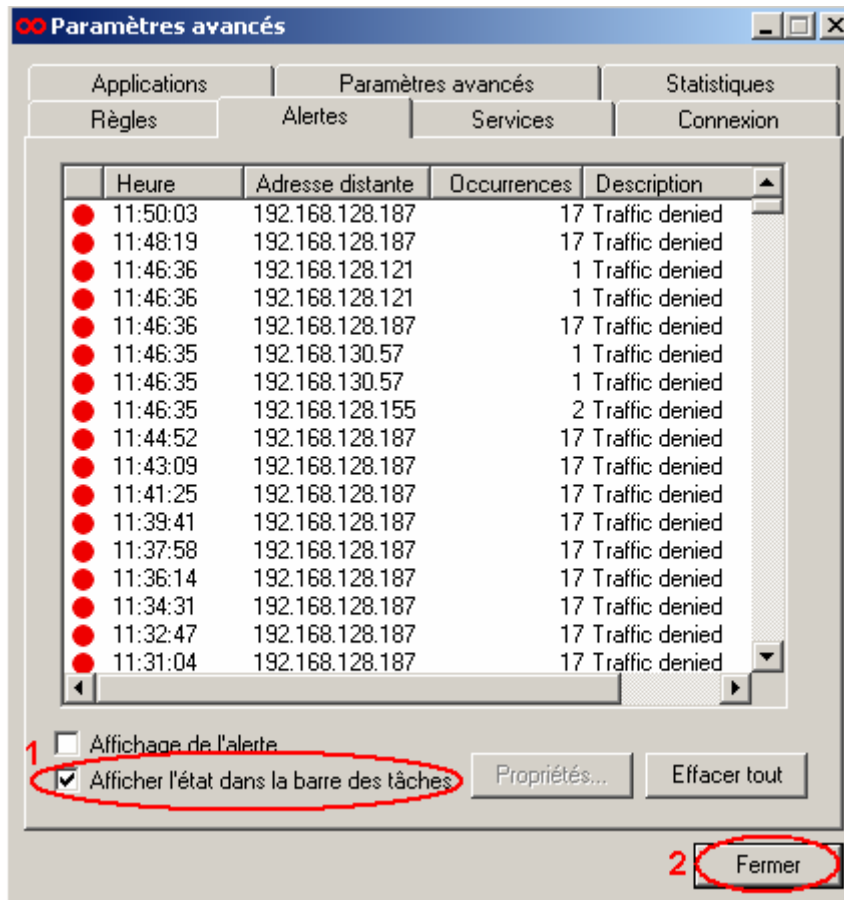 Paramètres avancés
Applications Paramètres avancés Statistiques
Règles Alertes Services Connexion
Heure Adresse distante Occurrences Description
11:50:03 192.168.128.187 17 Traffic denied
11:48:19 192.168.128.187 17 Traffic denied
11:46:36 192.168.128.121 1 Traffic denied
11:46:36 192.168.128.121 1 Traffic denied
11:46:36 192.168.128.187 17 Traffic denied
11:46:35 192.168.130.57 1 Traffic denied
11:46:35 192.168.130.57 1 Traffic denied
11:46:35 192.168.128.155 2 Traffic denied
11:44:52 192.168.128.187 17 Traffic denied
11:43:09 192.168.128.187 17 Traffic denied
11:41:25 192.168.128.187 17 Traffic denied
11:39:41 192.168.128.187 17 Traffic denied
11:37:58 192.168.128.187 17 Traffic denied
11:36:14 192.168.128.187 17 Traffic denied
11:34:31 192.168.128.187 17 Traffic denied
11:32:47 192.168.128.187 17 Traffic denied
11:31:04 192.168.128.187 17 Traffic denied
Affichage de l'alerte
1 Afficher l'état dans la barre des tâches Propriétés... Effacer tout
2 Fermer